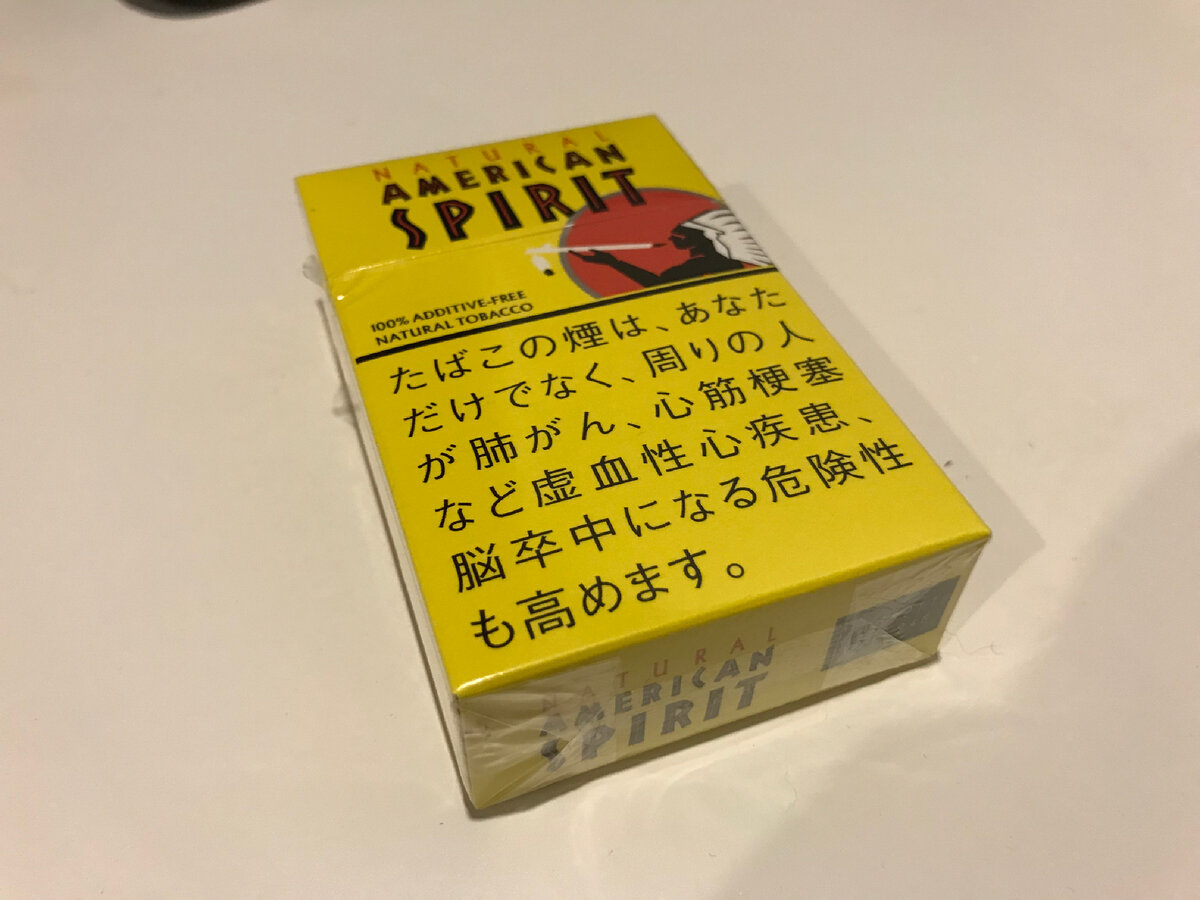 NATURAL
AMERICAN
SPIRIT
100% ADDITIVE-FREE
NATURAL TOBACCO
たばこの煙は、あなた
だけでなく、周りの人
が肺がん、心筋梗塞
など虚血性心疾患、
脳卒中になる危険性
も高めます。
NATURAL
AMERICAN
SPIRIT